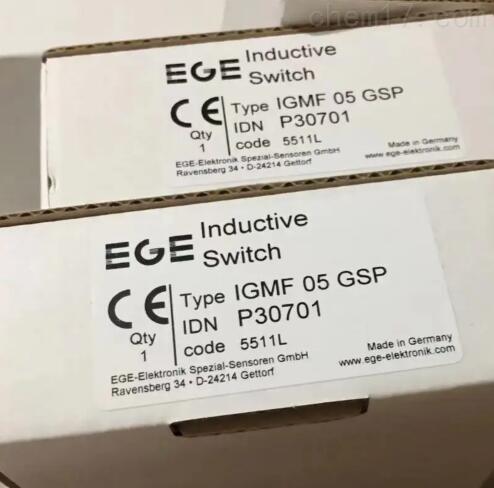 chem17.com
EGE Inductive
Switch
CE Type IGMF 05 GSP
Qty IDN P30701
1 code 5511L
EGE-Elektronik Spezial-Sensoren GmbH
Ravensberg 34 • D-24214 Gettorf
Made in Germany
www.ege-elektronik.com
EGE Inductive
Switch
CE Type IGMF 05 GSP
Qty IDN P30701
1 code 5511L
EGE-Elektronik Spezial-Sensoren GmbH
Ravensberg 34 • D-24214 Gettorf
Made in Germany
www.ege-elektronik.com